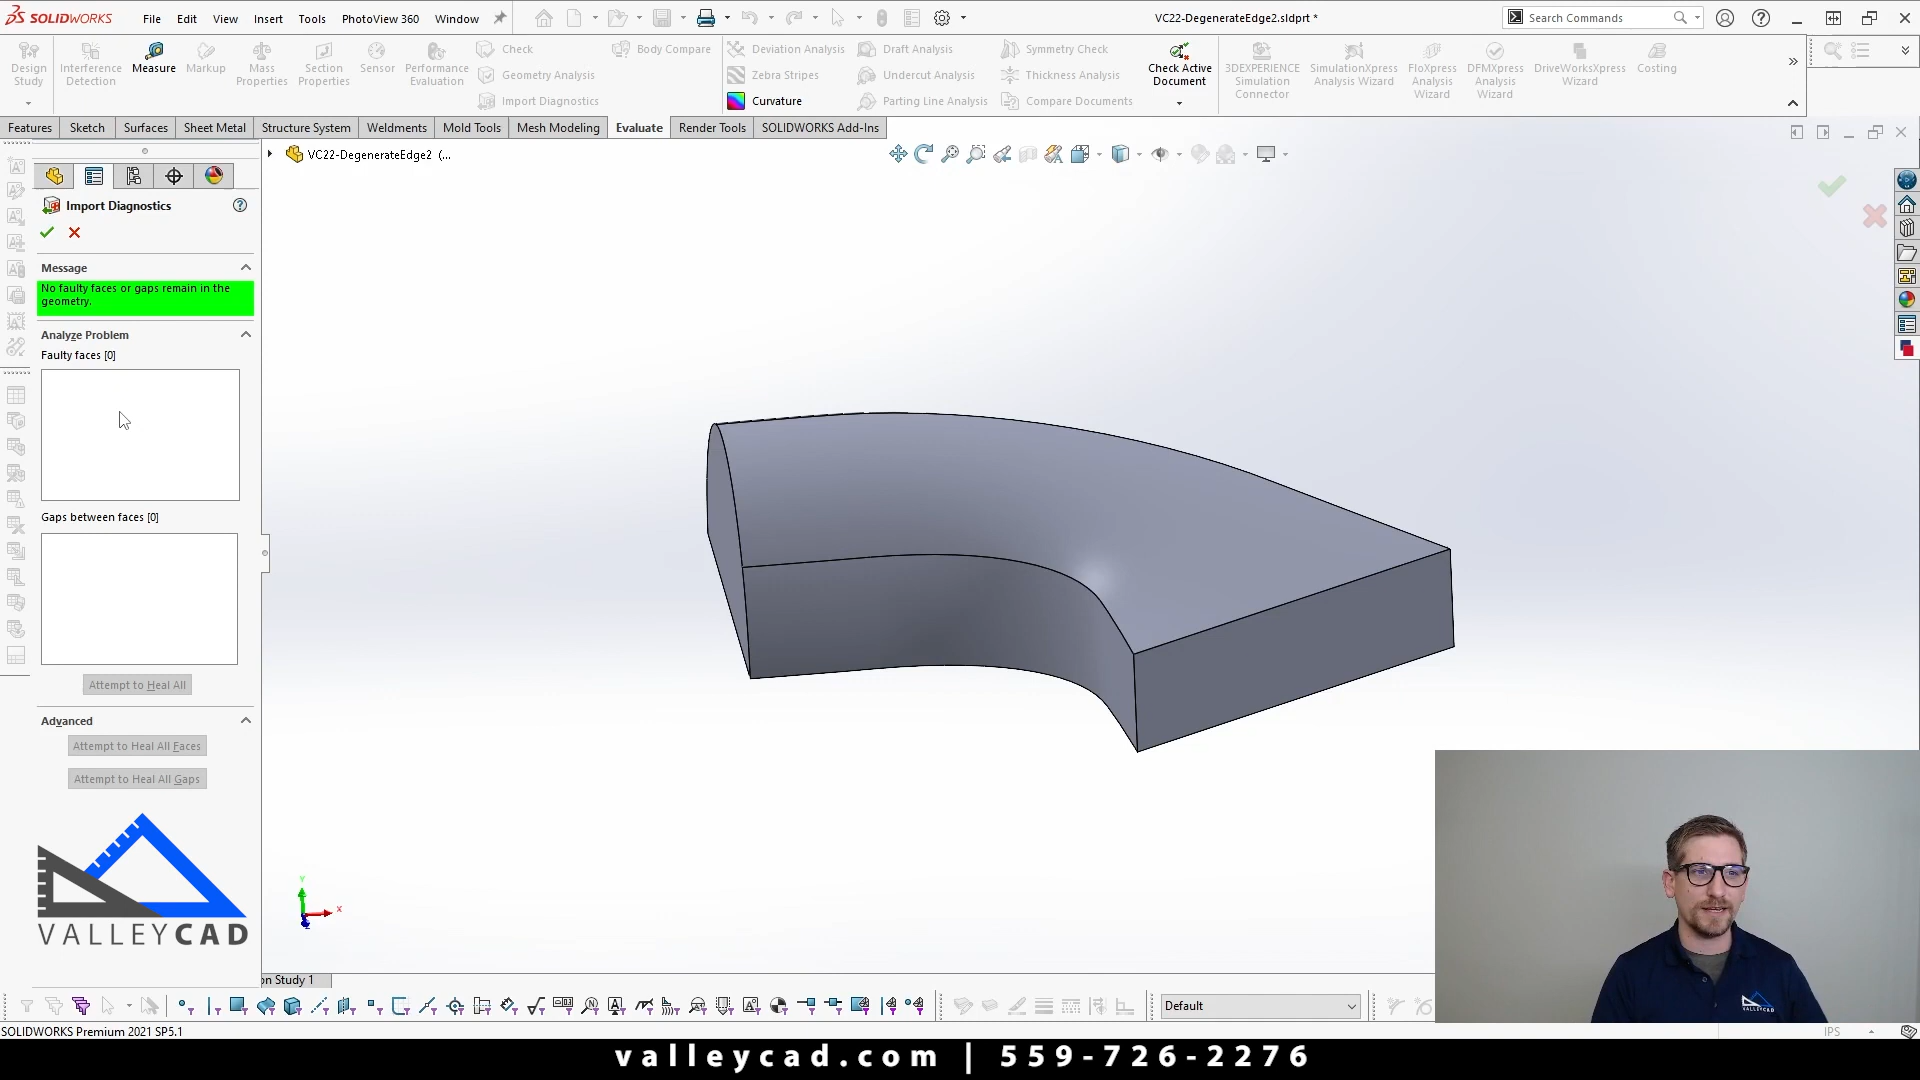 SOLIDWORKS File Edit View Insert Tools PhotoView 360 Window VC22-DegenerateEdge2.sldprt * Search Commands
Design Study
Interference Detection
Measure
Markup
Mass Properties
Section Properties
Sensor
Performance Evaluation
Check
Geometry Analysis
Import Diagnostics
Body Compare
Deviation Analysis
Zebra Stripes
Curvature
Draft Analysis
Undercut Analysis
Parting Line Analysis
Symmetry Check
Thickness Analysis
Compare Documents
Check Active Document
3DEXPERIENCE Simulation Connector
SimulationXpress Analysis Wizard
FloXpress Analysis Wizard
DFMXpress Analysis Wizard
DriveWorksXpress Wizard
Costing
Features Sketch Surfaces Sheet Metal Structure System Weldments Mold Tools Mesh Modeling Evaluate Render Tools SOLIDWORKS Add-Ins
VC22-DegenerateEdge2 (...
Import Diagnostics
Message
No faulty faces or gaps remain in the
geometry.
Analyze Problem
Faulty faces [0]
Gaps between faces [0]
Attempt to Heal All
Advanced
Attempt to Heal All Faces
Attempt to Heal All Gaps
VALLEYCAD
Y
X
Z
on Study 1
Default
VALLEYCAD
SOLIDWORKS Premium 2021 SP5.1
IPS
valleycad.com | 559-726-2276